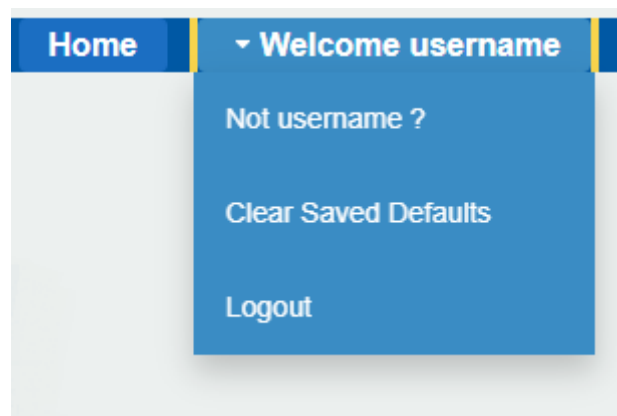 Home
Welcome username
Not username ?
Clear Saved Defaults
Logout